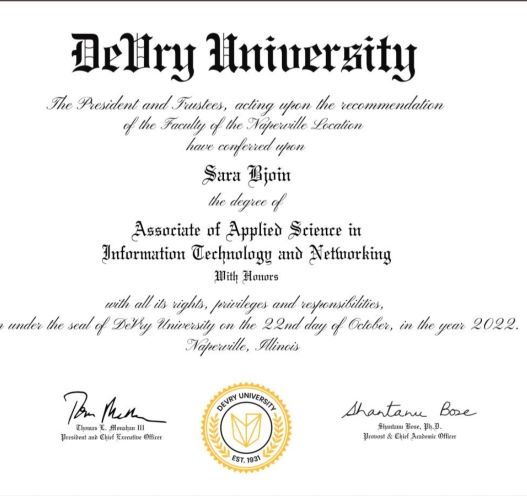 DeVry University
The President and Trustees, acting upon the recommendation
of the Faculty of the Naperville Location
have conferred upon
Sara Bjoin
the degree of
Associate of Applied Science in
Information Technology and Networking
With Honors
with all its rights, privileges and responsibilities,
n under the seal of DeVry University on the 22nd day of October, in the year 2022.
Naperville, Illinois
Thomas L. Monahan III
President and Chief Executive Officer
DEVRY UNIVERSITY
EST. 1931
Shantanu Bose
Shantanu Bose, Ph.D.
Provost & Chief Academic Officer